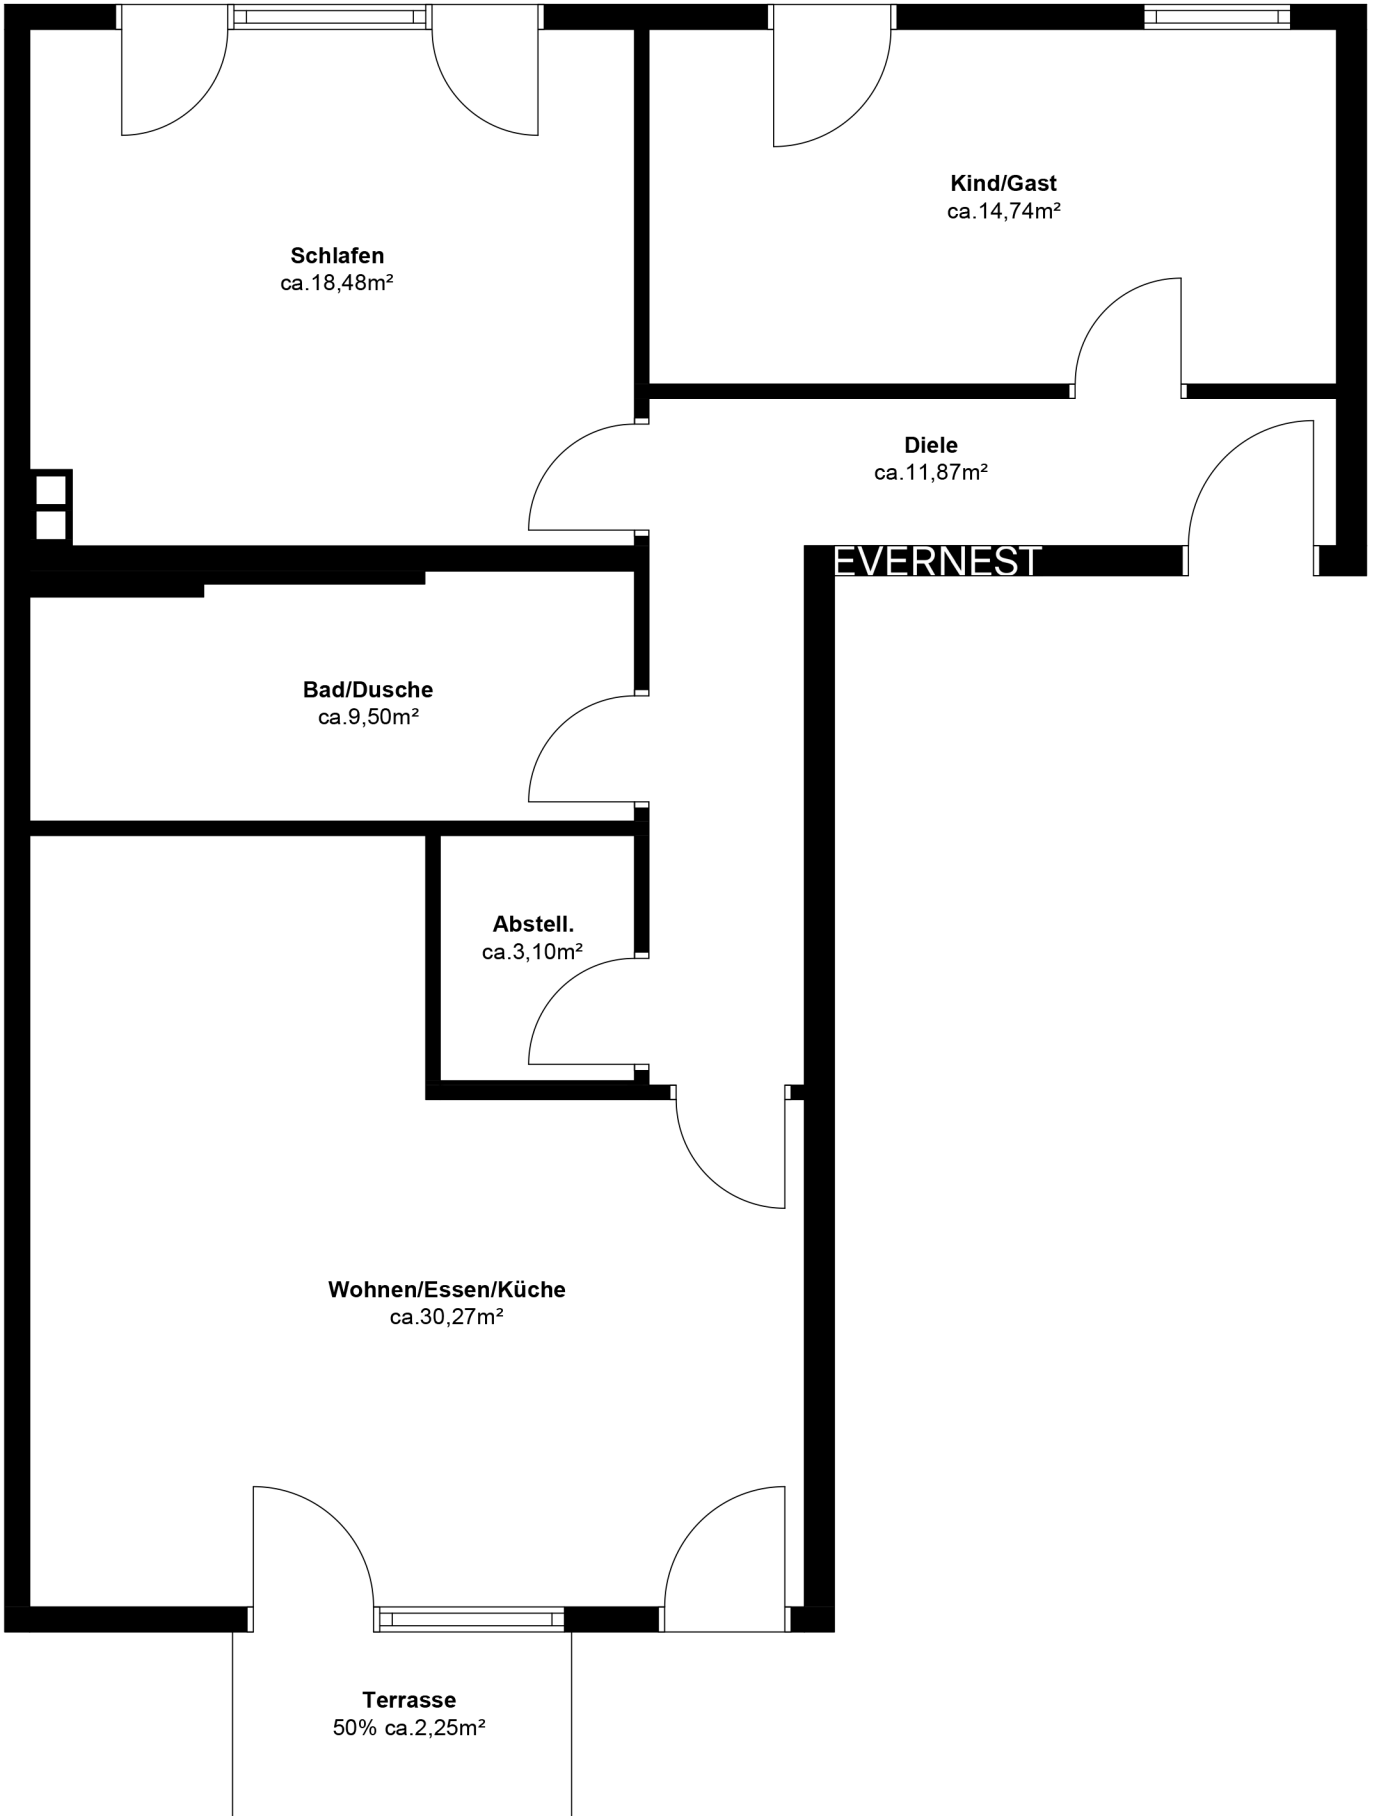 Kind/Gast
ca.14,74m²
Schlafen
ca.18,48m²
Diele
ca.11,87m²
EVERNEST
Bad/Dusche
ca.9,50m²
Abstell.
ca.3,10m²
Wohnen/Essen/Küche
ca.30,27m²
Terrasse
50% ca.2,25m²